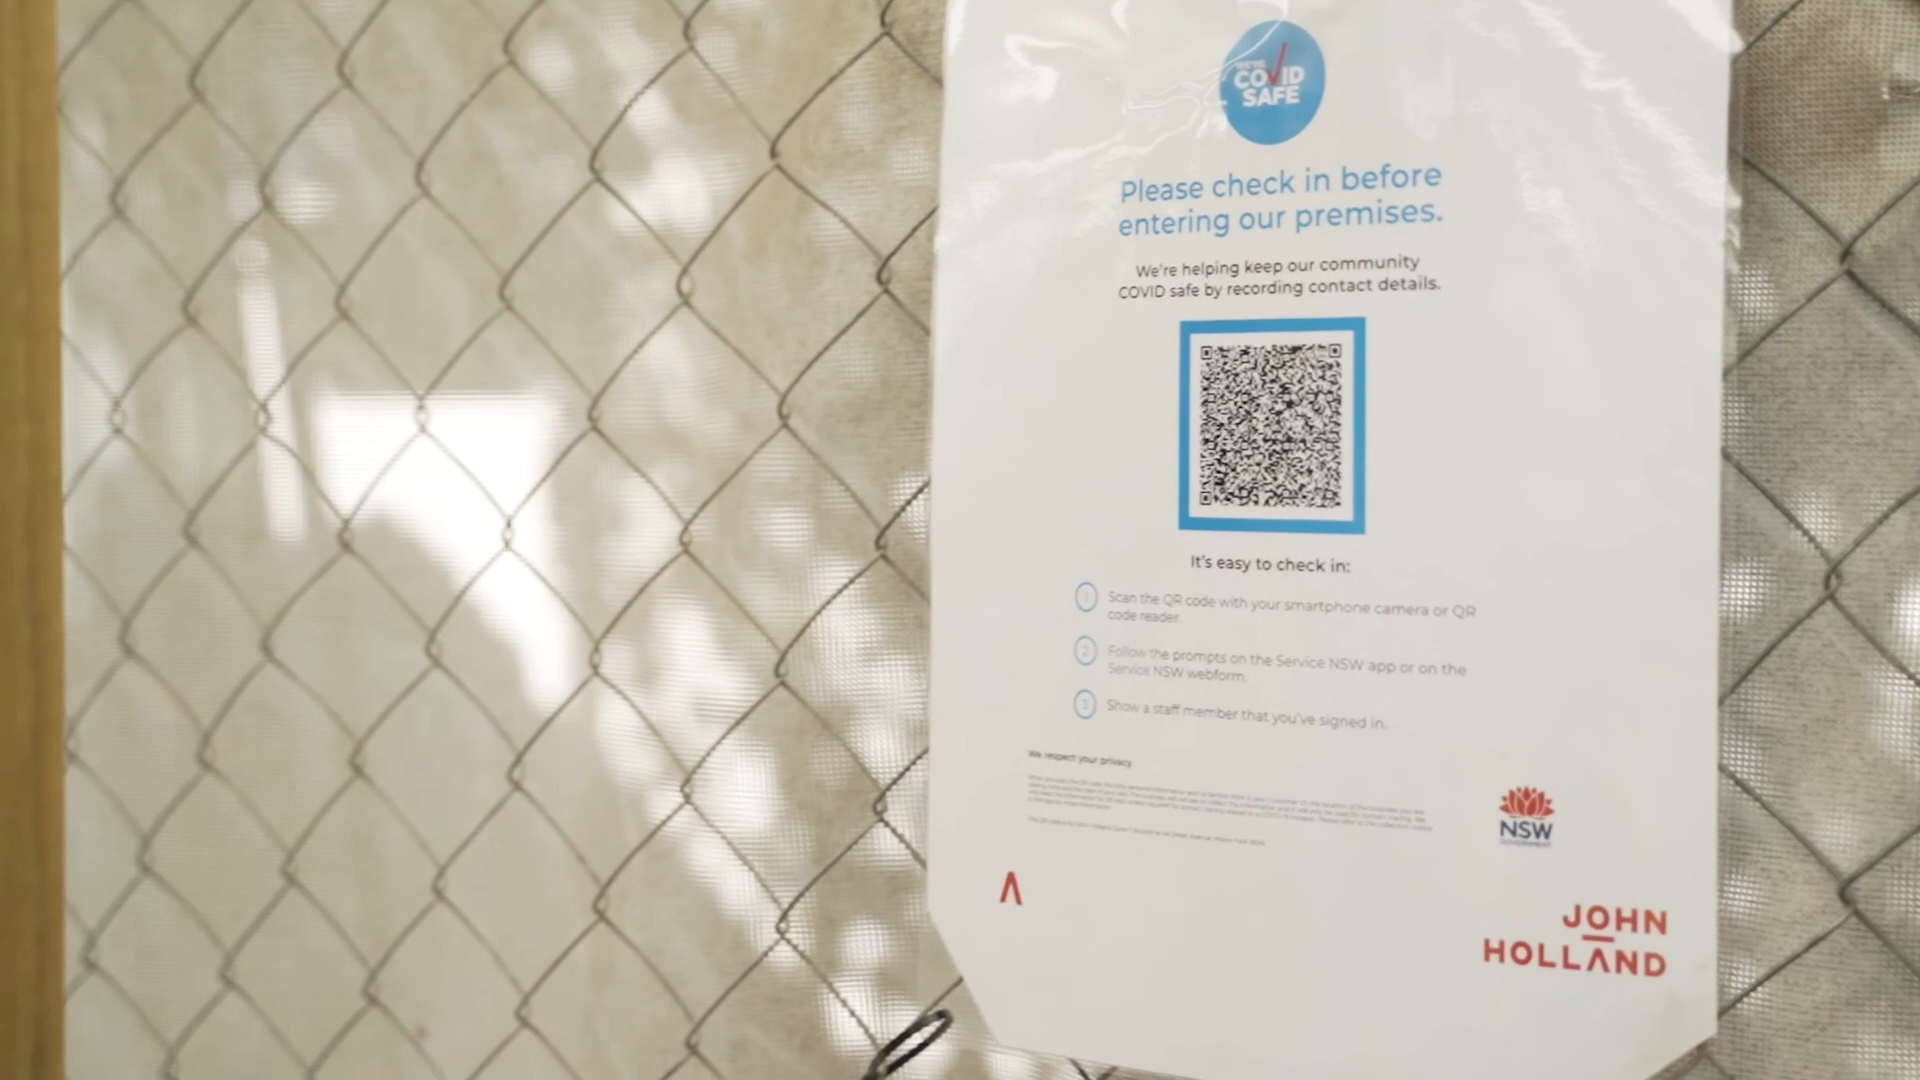 WE'RE
COVID
SAFE
Please check in before
entering our premises.
We're helping keep our community
COVID safe by recording contact details.
It's easy to check in:
1 Scan the QR code with your smartphone camera or QR
code reader.
2 Follow the prompts on the Service NSW app or on the
Service NSW webform.
3 Show a staff member that you've signed in.
We respect your privacy
NSW
GOVERNMENT
JOHN
HOLLAND